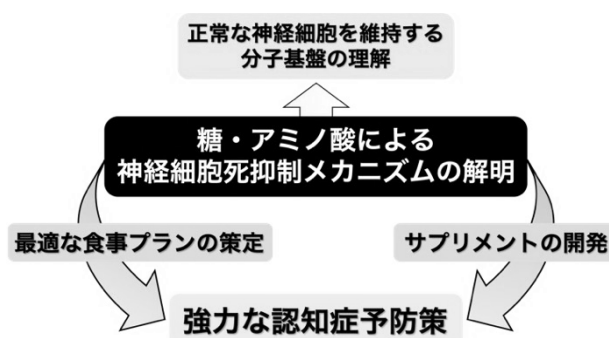 正常な神経細胞を維持する
分子基盤の理解
糖・アミノ酸による
神経細胞死抑制メカニズムの解明
最適な食事プランの策定
サプリメントの開発
強力な認知症予防策